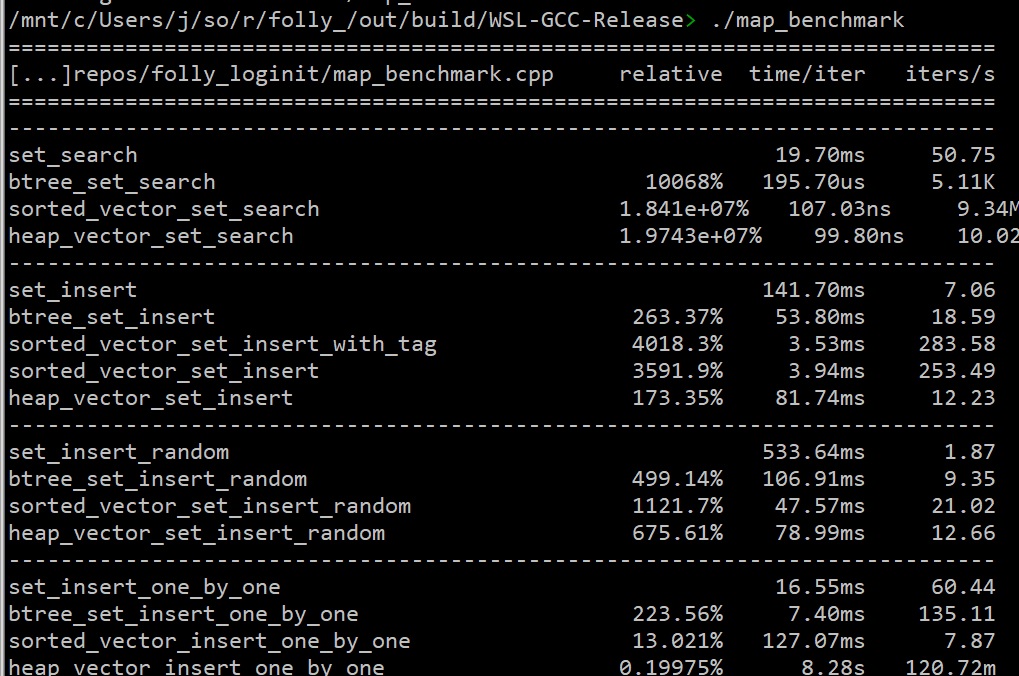 /mnt/c/Users/j/so/r/folly_/out/build/WSL-GCC-Release> ./map_benchmark
============================================================================
[...]repos/folly_loginit/map_benchmark.cpp relative time/iter iters/s
============================================================================
----------------------------------------------------------------------------
set_search 19.70ms 50.75
btree_set_search 10068% 195.70us 5.11K
sorted_vector_set_search 1.841e+07% 107.03ns 9.34M
heap_vector_set_search 1.9743e+07% 99.80ns 10.02
----------------------------------------------------------------------------
set_insert 141.70ms 7.06
btree_set_insert 263.37% 53.80ms 18.59
sorted_vector_set_insert_with_tag 4018.3% 3.53ms 283.58
sorted_vector_set_insert 3591.9% 3.94ms 253.49
heap_vector_set_insert 173.35% 81.74ms 12.23
----------------------------------------------------------------------------
set_insert_random 533.64ms 1.87
btree_set_insert_random 499.14% 106.91ms 9.35
sorted_vector_set_insert_random 1121.7% 47.57ms 21.02
heap_vector_set_insert_random 675.61% 78.99ms 12.66
----------------------------------------------------------------------------
set_insert_one_by_one 16.55ms 60.44
btree_set_insert_one_by_one 223.56% 7.40ms 135.11
sorted_vector_insert_one_by_one 13.021% 127.07ms 7.87
heap_vector_insert_one_by_one 0.19975% 8.28s 120.72m